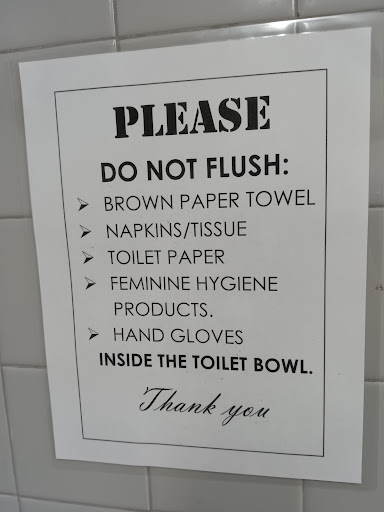 PLEASE
DO NOT FLUSH:
➢ BROWN PAPER TOWEL
➢ NAPKINS/TISSUE
➢ TOILET PAPER
➢ FEMININE HYGIENE
PRODUCTS.
➢ HAND GLOVES
INSIDE THE TOILET BOWL.
Thank you